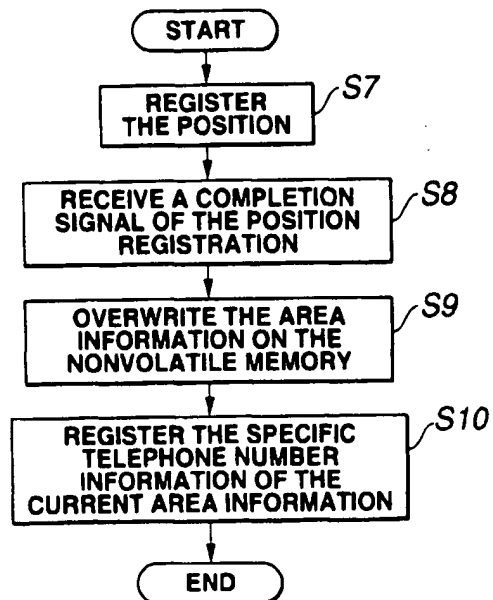 START
S7
REGISTER
THE POSITION
S8
RECEIVE A COMPLETION
SIGNAL OF THE POSITION
REGISTRATION
S9
OVERWRITE THE AREA
INFORMATION ON THE
NONVOLATILE MEMORY
S10
REGISTER THE SPECIFIC
TELEPHONE NUMBER
INFORMATION OF THE
CURRENT AREA INFORMATION
END